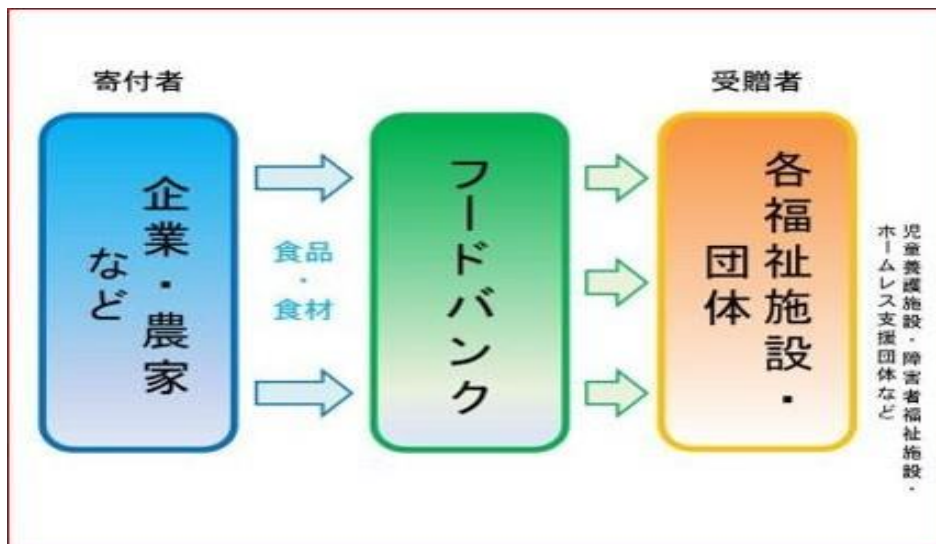 寄付者
企業・農家
など
食品
・
食材
フードバンク
受贈者
各福祉施設・
団体
児童養護施設・障害者福祉施設・
ホームレス支援団体など